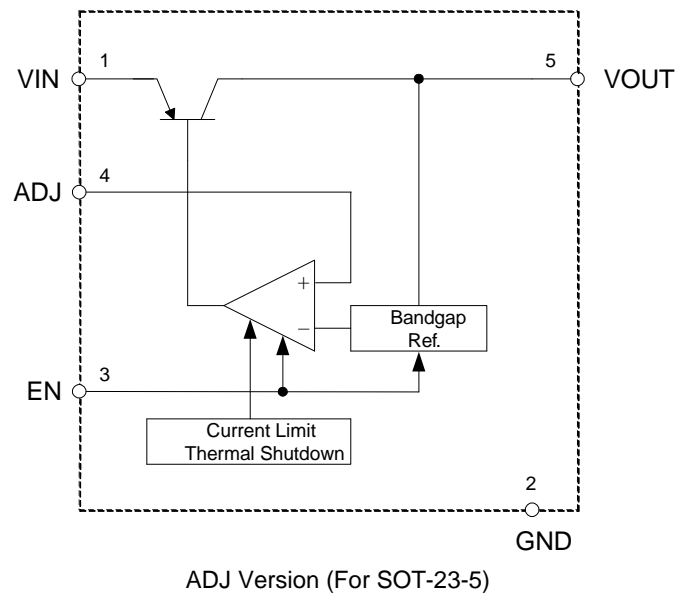 1
VIN
5
VOUT
4
ADJ
+
−
Bandgap
Ref.
3
EN
Current Limit
Thermal Shutdown
2
GND
ADJ Version (For SOT-23-5)